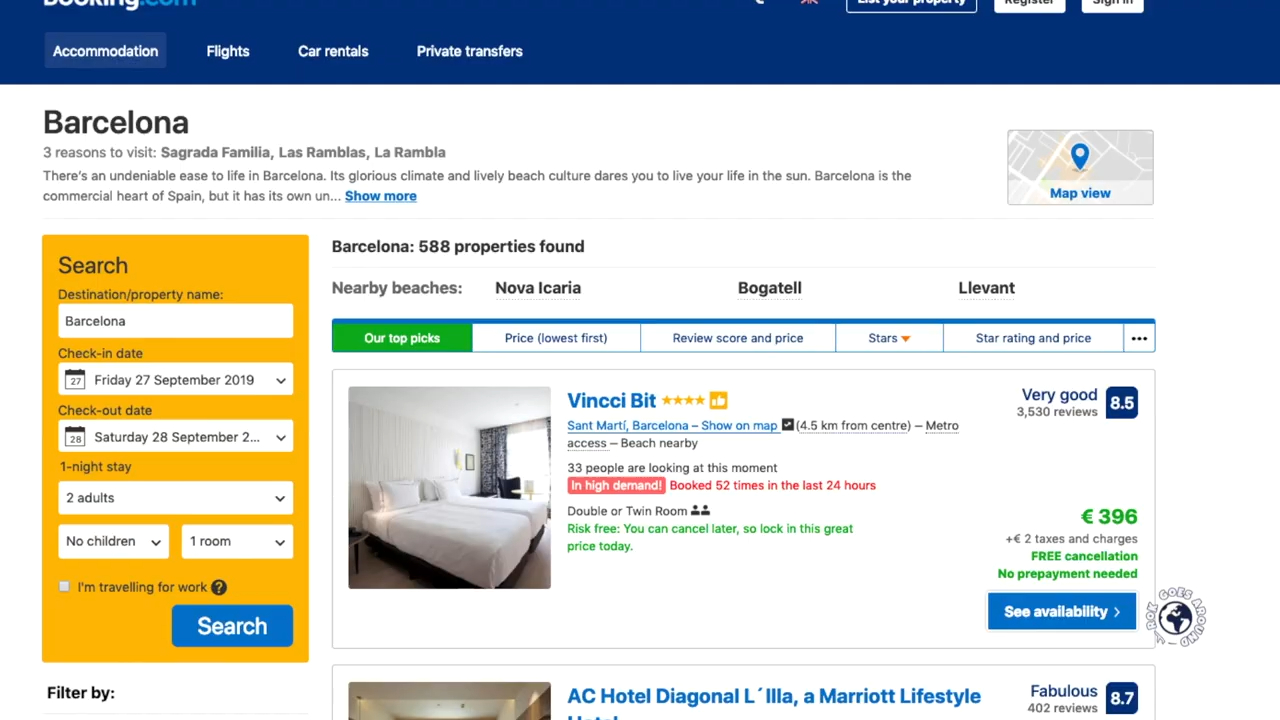 Booking.com
List your property
Register
Sign in
Accommodation
Flights
Car rentals
Private transfers
Barcelona
3 reasons to visit: Sagrada Familia, Las Ramblas, La Rambla
There's an undeniable ease to life in Barcelona. Its glorious climate and lively beach culture dares you to live your life in the sun. Barcelona is the
commercial heart of Spain, but it has its own un... Show more
Map view
Search
Destination/property name:
Barcelona
Check-in date
27
Friday 27 September 2019
Check-out date
28
Saturday 28 September 2...
1-night stay
2 adults
No children
1 room
I'm travelling for work ?
Search
Filter by:
Barcelona: 588 properties found
Nearby beaches:
Nova Icaria
Bogatell
Llevant
Our top picks
Price (lowest first)
Review score and price
Stars
Star rating and price
•••
Vincci Bit
Sant Martí, Barcelona – Show on map (4.5 km from centre) – Metro
access – Beach nearby
33 people are looking at this moment
In high demand! Booked 52 times in the last 24 hours
Double or Twin Room
Risk free: You can cancel later, so lock in this great
price today.
Very good
3,530 reviews
8.5
€ 396
+€ 2 taxes and charges
FREE cancellation
No prepayment needed
See availability
ROK GOES AROUND
AC Hotel Diagonal L´Illa, a Marriott Lifestyle
Hotel
Fabulous
402 reviews
8.7